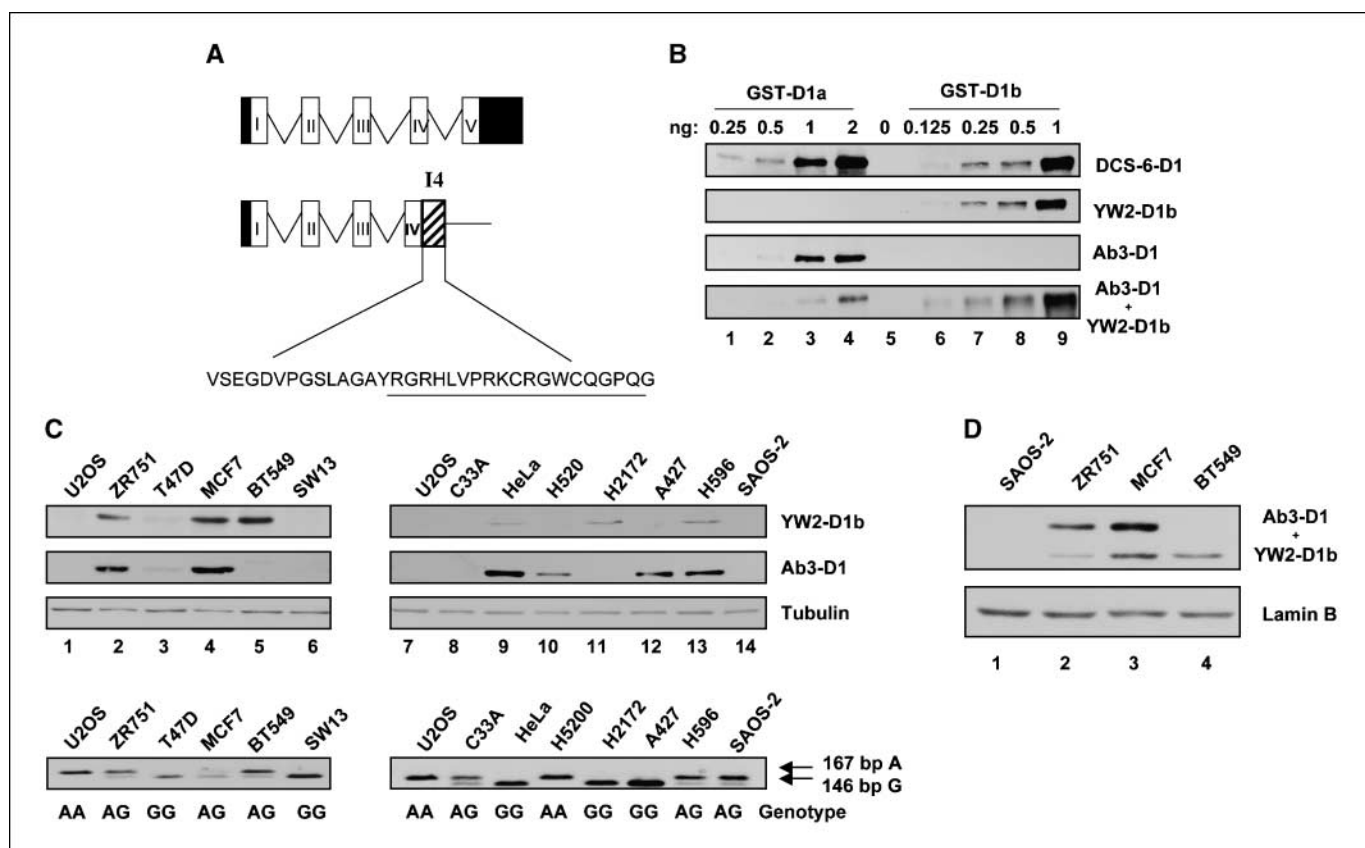 A
I II III IV V
I4
I II III IV
VSEGDVPGSLAGAYRGRHLVPRKCRGWCQGPQG
B
GST-D1a GST-D1b
ng: 0.25 0.5 1 2 0 0.125 0.25 0.5 1
DCS-6-D1
YW2-D1b
Ab3-D1
Ab3-D1
+
YW2-D1b
1 2 3 4 5 6 7 8 9
C
U2OS ZR751 T47D MCF7 BT549 SW13
U2OS C33A HeLa H520 H2172 A427 H596 SAOS-2
YW2-D1b
Ab3-D1
Tubulin
1 2 3 4 5 6 7 8 9 10 11 12 13 14
U2OS ZR751 T47D MCF7 BT549 SW13
U2OS C33A HeLa H5200 H2172 A427 H596 SAOS-2
167 bp A
146 bp G
AA AG GG AG AG GG AA AG GG AA GG GG AG AG Genotype
D
SAOS-2 ZR751 MCF7 BT549
Ab3-D1
+
YW2-D1b
Lamin B
1 2 3 4